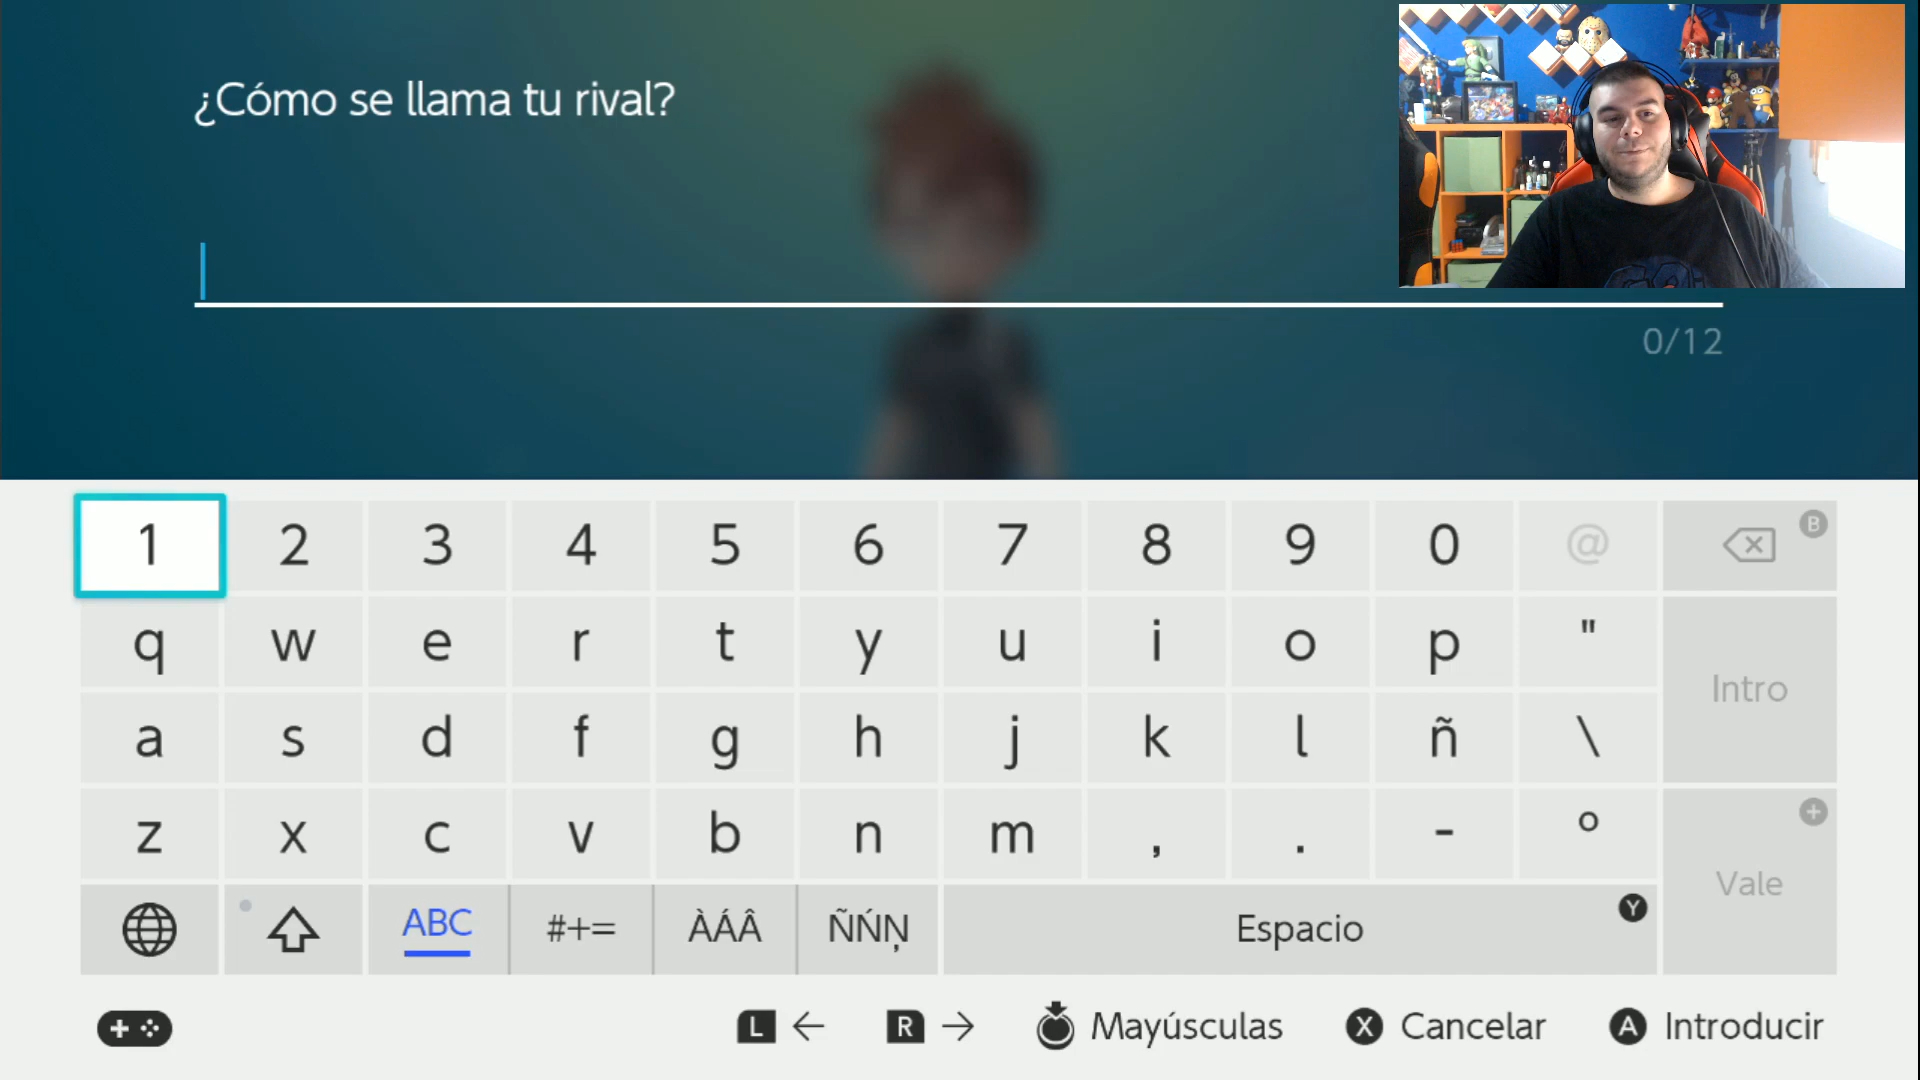 ¿Cómo se llama tu rival?
0/12
1 2 3 4 5 6 7 8 9 0 @ B
q w e r t y u i o p " Intro
a s d f g h j k l ñ \
z x c v b n m , . - º + Vale
ABC #+= ÀÁÂ ÑŃŅ Espacio Y
L ← R → Mayúsculas X Cancelar A Introducir